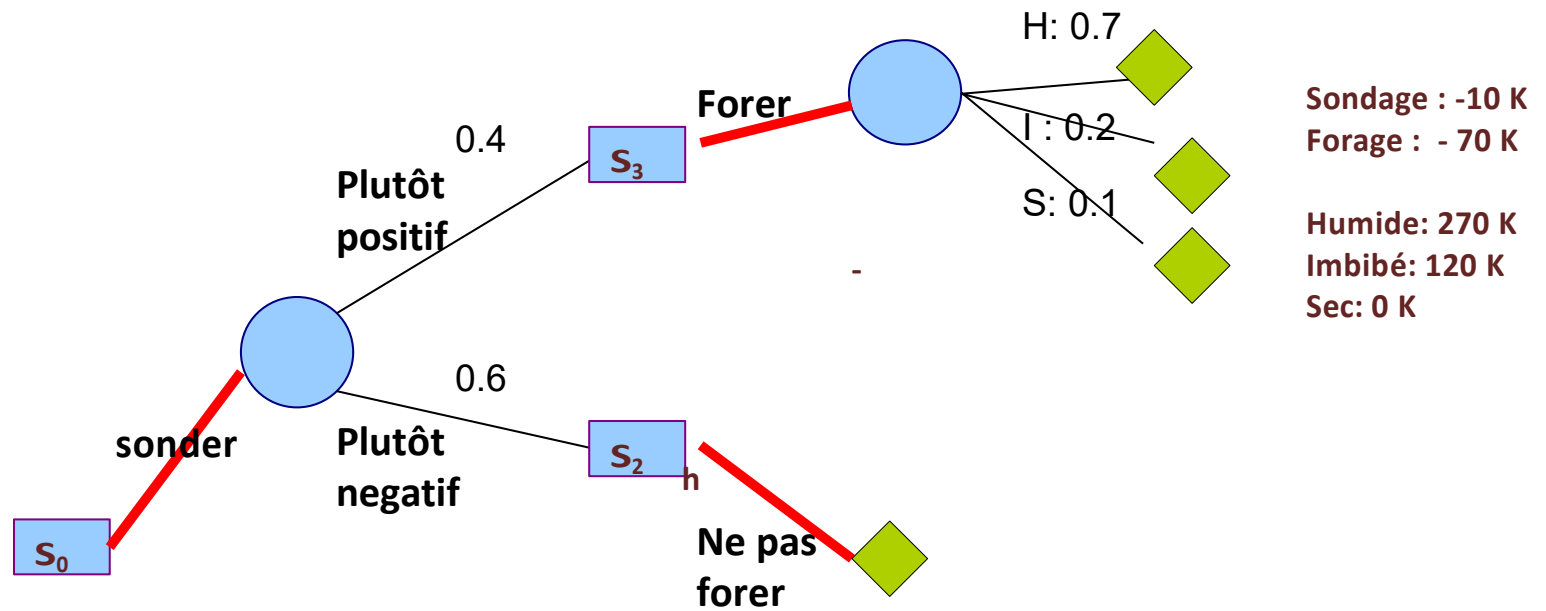 H: 0.7
Forer
Sondage : -10 K
Forage : - 70 K
0.4
I : 0.2
S3
Plutôt
positif
S: 0.1
Humide: 270 K
Imbibé: 120 K
Sec: 0 K
-
0.6
sonder
Plutôt
negatif
S2
h
S0
Ne pas
forer